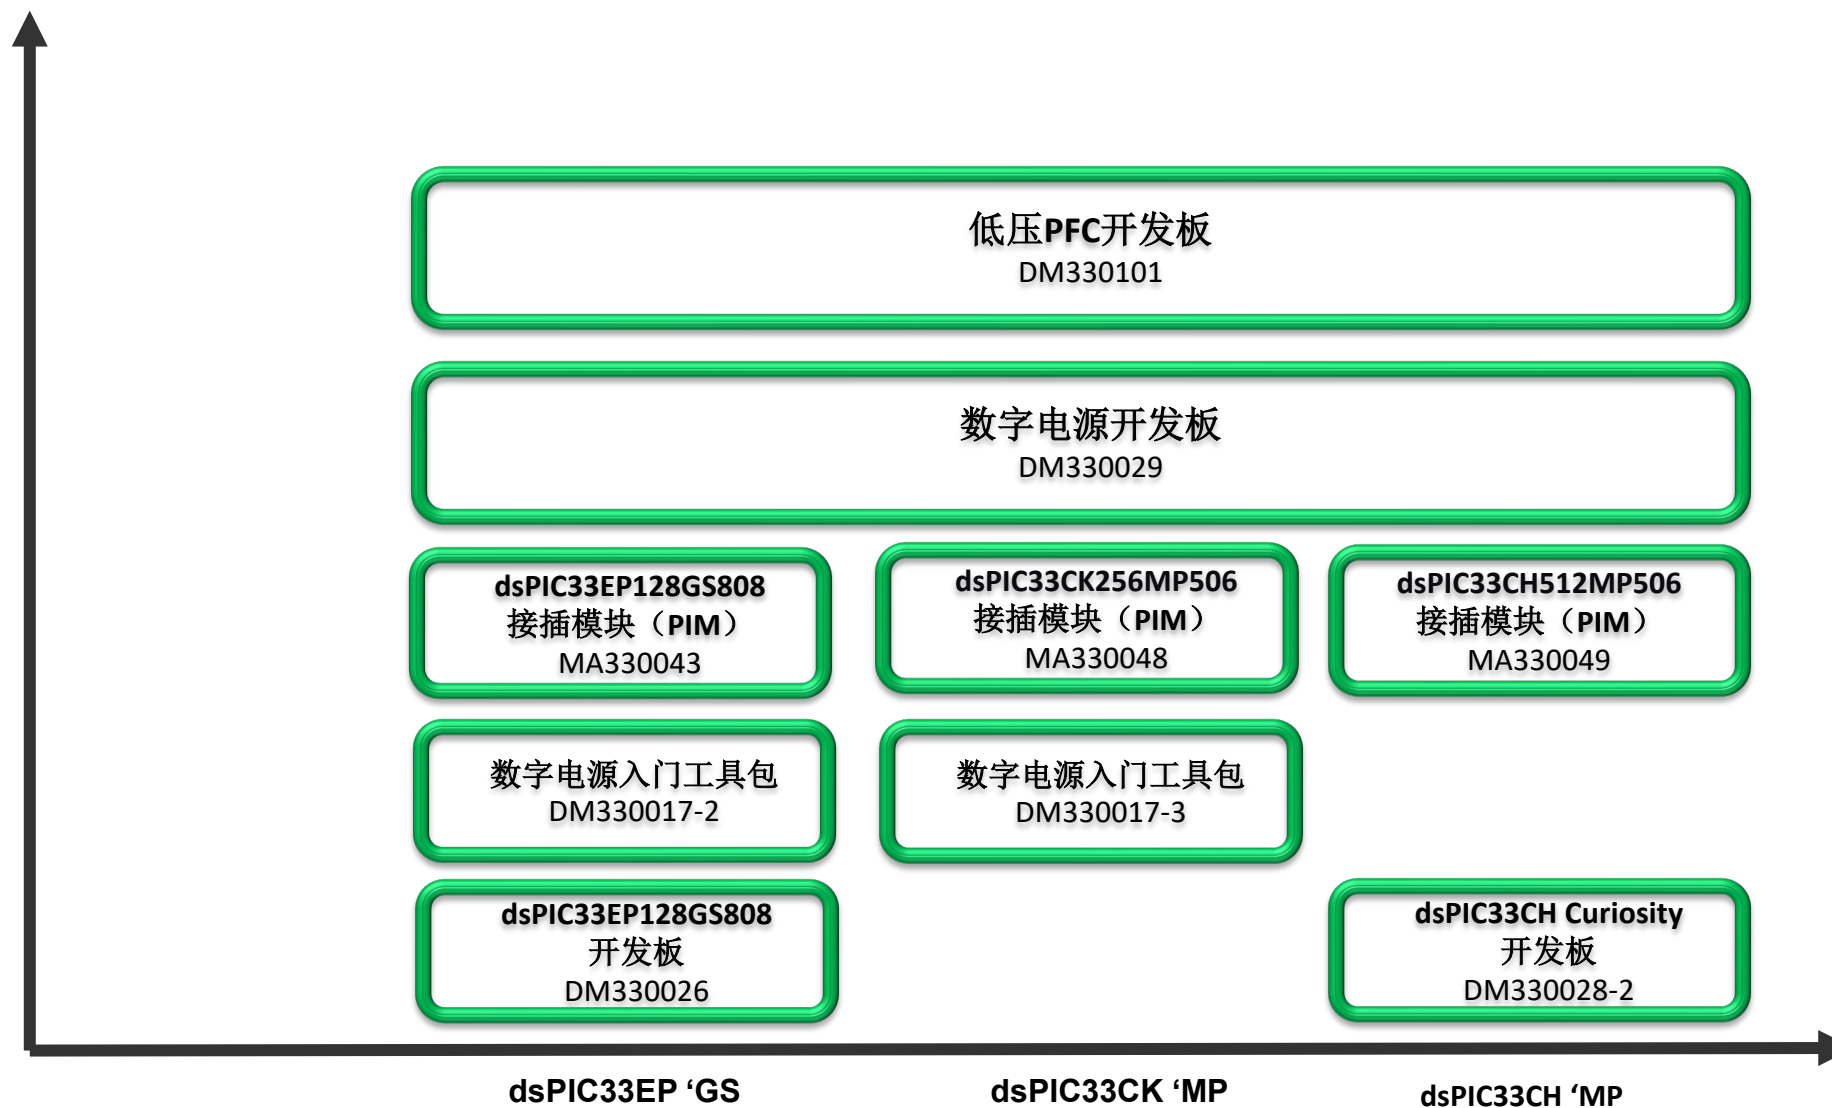 低压PFC开发板
DM330101
数字电源开发板
DM330029
dsPIC33EP128GS808
接插模块（PIM）
MA330043
dsPIC33CK256MP506
接插模块（PIM）
MA330048
dsPIC33CH512MP506
接插模块（PIM）
MA330049
数字电源入门工具包
DM330017-2
数字电源入门工具包
DM330017-3
dsPIC33EP128GS808
开发板
DM330026
dsPIC33CH Curiosity
开发板
DM330028-2
dsPIC33EP ‘GS
dsPIC33CK ‘MP
dsPIC33CH ‘MP